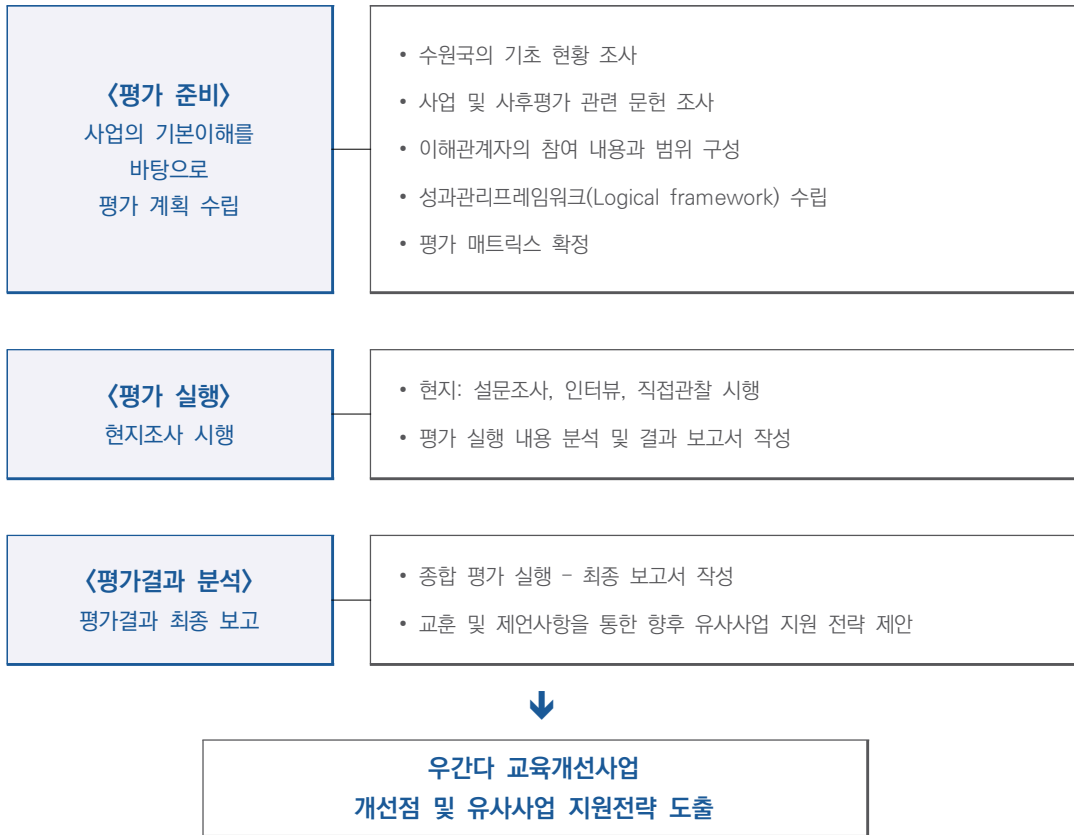 〈평가 준비〉
사업의 기본이해를
바탕으로
평가 계획 수립
• 수원국의 기초 현황 조사
• 사업 및 사후평가 관련 문헌 조사
• 이해관계자의 참여 내용과 범위 구성
• 성과관리프레임워크(Logical framework) 수립
• 평가 매트릭스 확정
〈평가 실행〉
현지조사 시행
• 현지: 설문조사, 인터뷰, 직접관찰 시행
• 평가 실행 내용 분석 및 결과 보고서 작성
〈평가결과 분석〉
평가결과 최종 보고
• 종합 평가 실행 - 최종 보고서 작성
• 교훈 및 제언사항을 통한 향후 유사사업 지원 전략 제안
우간다 교육개선사업
개선점 및 유사사업 지원전략 도출